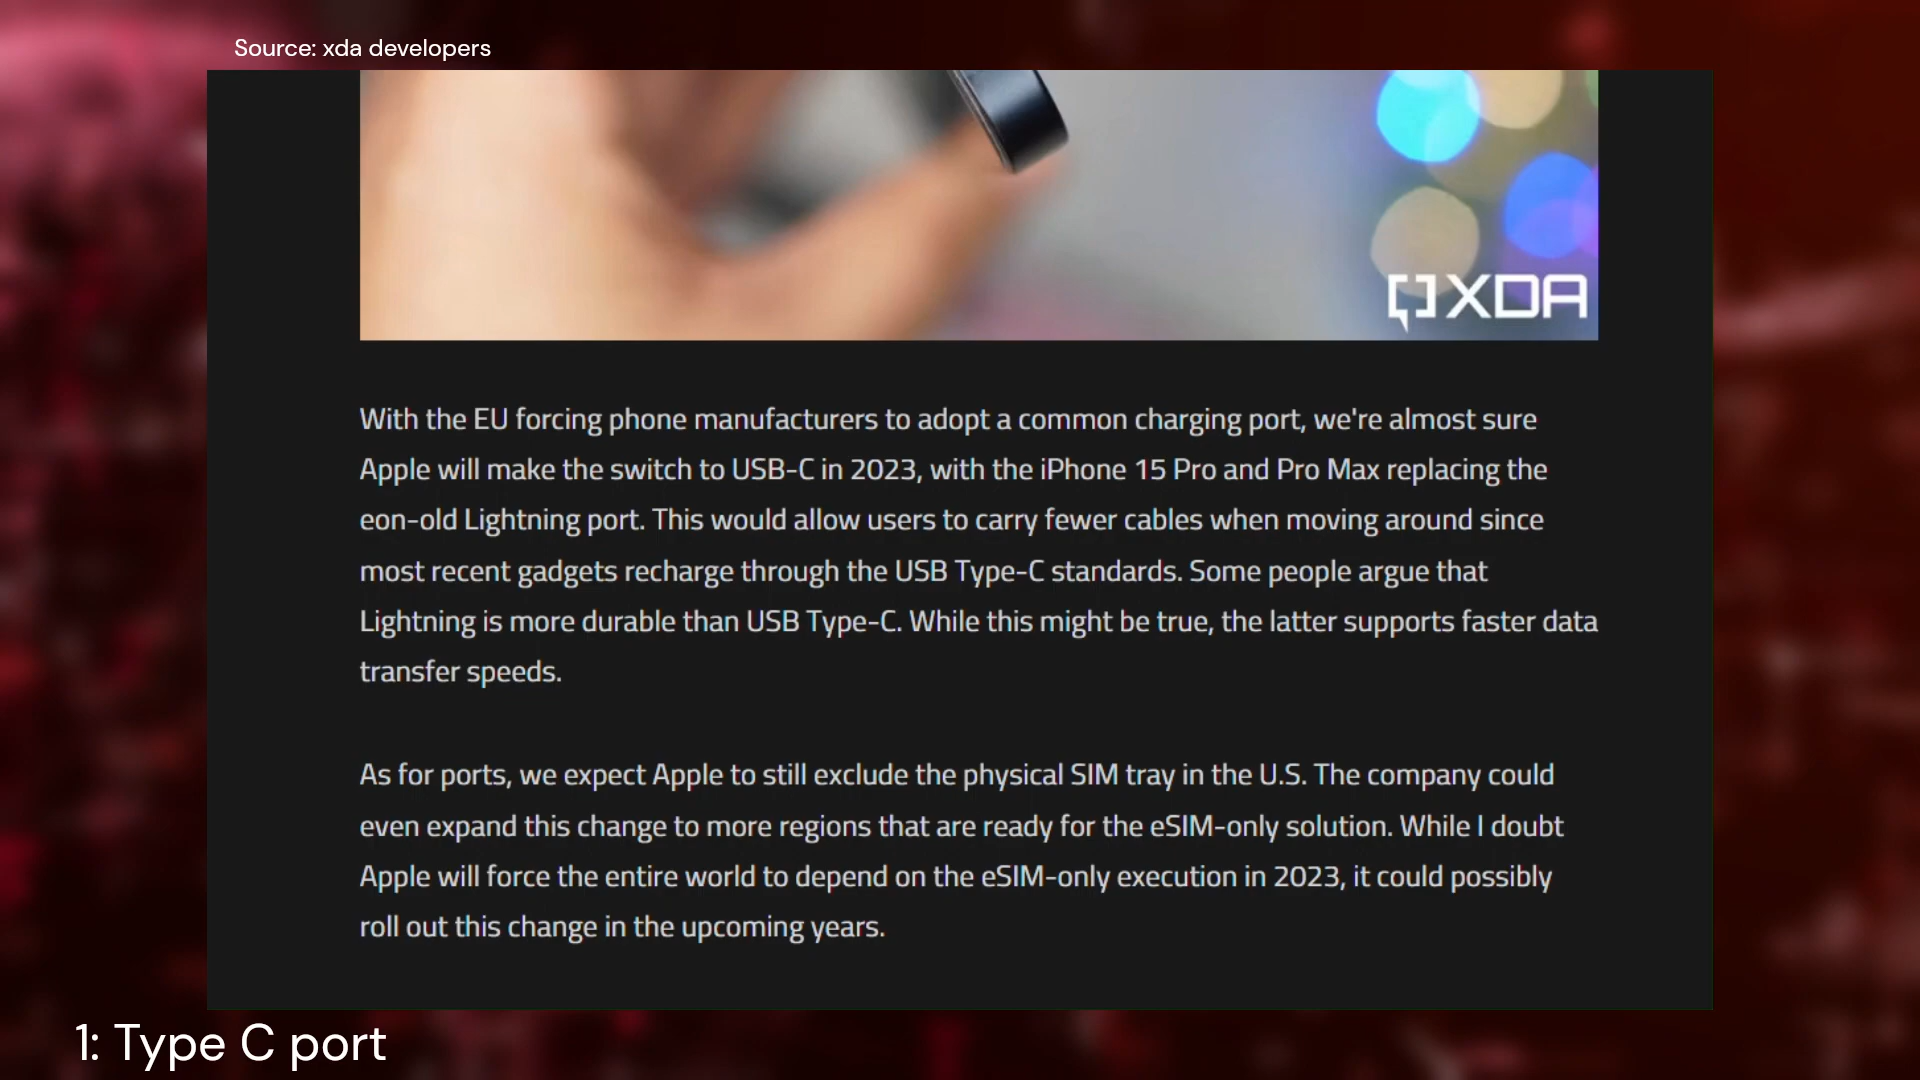 Source: xda developers
XDA
With the EU forcing phone manufacturers to adopt a common charging port, we're almost sure
Apple will make the switch to USB-C in 2023, with the iPhone 15 Pro and Pro Max replacing the
eon-old Lightning port. This would allow users to carry fewer cables when moving around since
most recent gadgets recharge through the USB Type-C standards. Some people argue that
Lightning is more durable than USB Type-C. While this might be true, the latter supports faster data
transfer speeds.
As for ports, we expect Apple to still exclude the physical SIM tray in the U.S. The company could
even expand this change to more regions that are ready for the eSIM-only solution. While I doubt
Apple will force the entire world to depend on the eSIM-only execution in 2023, it could possibly
roll out this change in the upcoming years.
1: Type C port